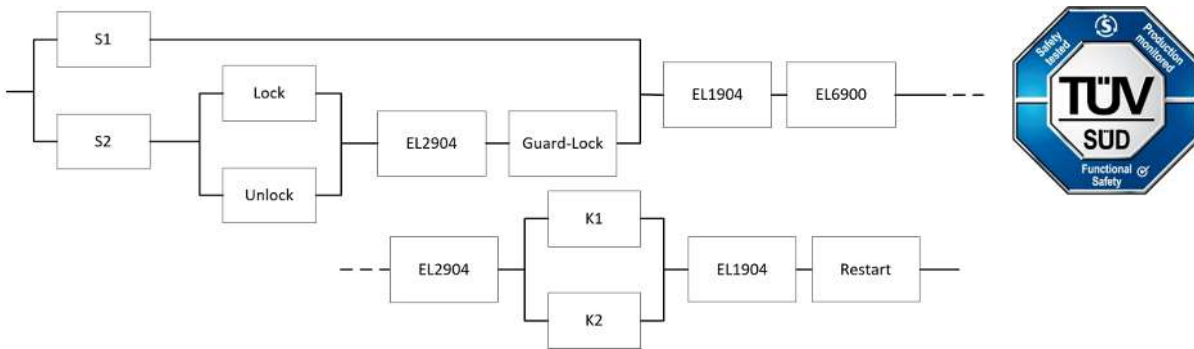 S1
S2
Lock
Unlock
EL2904
Guard-Lock
EL1904
EL6900
Safety tested
S
Production monitored
TÜV
SÜD
Functional Safety
EL2904
K1
K2
EL1904
Restart